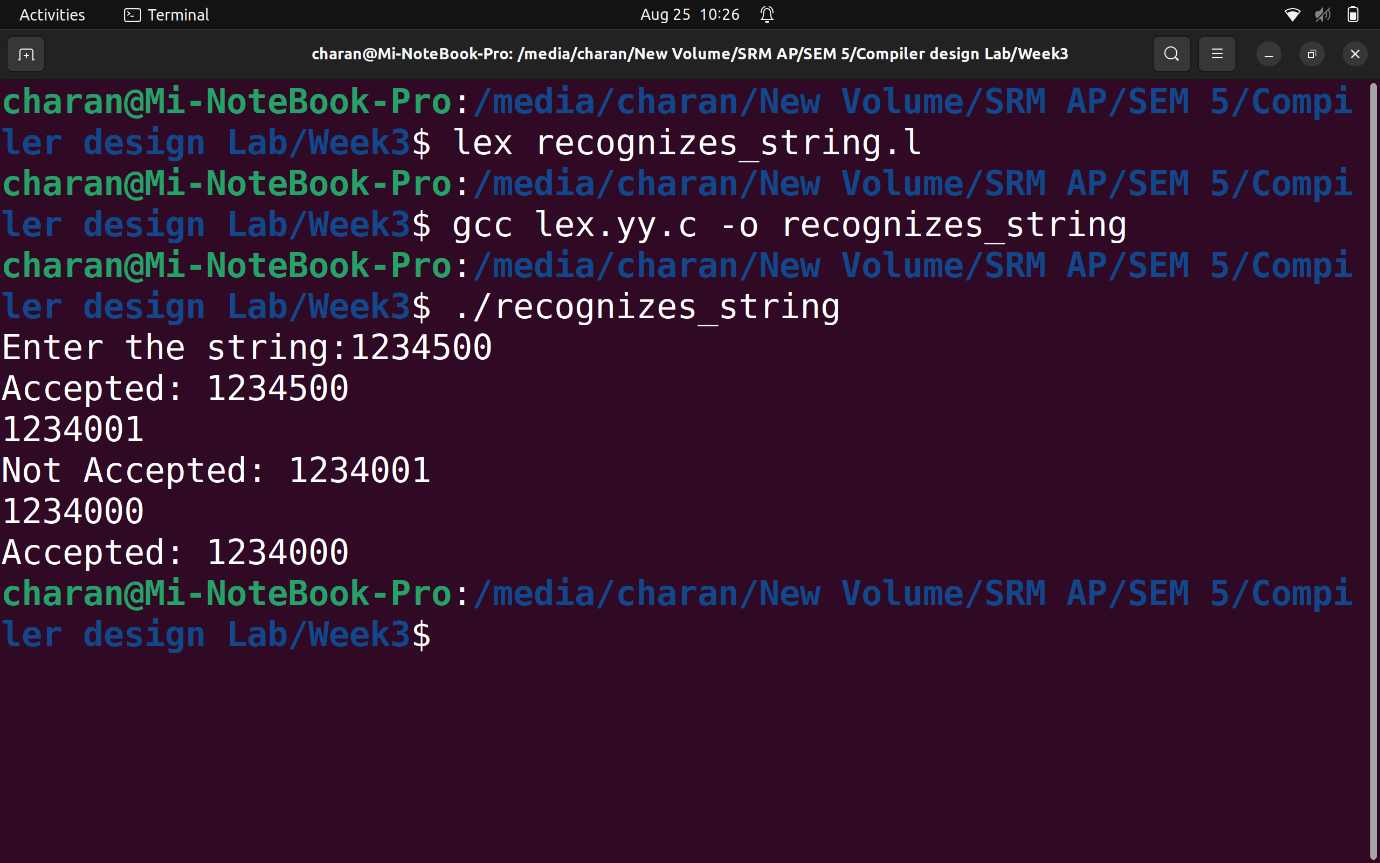 Activities Terminal Aug 25 10:26
charan@Mi-NoteBook-Pro: /media/charan/New Volume/SRM AP/SEM 5/Compiler design Lab/Week3
charan@Mi-NoteBook-Pro:/media/charan/New Volume/SRM AP/SEM 5/Compi
ler design Lab/Week3$ lex recognizes_string.l
charan@Mi-NoteBook-Pro:/media/charan/New Volume/SRM AP/SEM 5/Compi
ler design Lab/Week3$ gcc lex.yy.c -o recognizes_string
charan@Mi-NoteBook-Pro:/media/charan/New Volume/SRM AP/SEM 5/Compi
ler design Lab/Week3$ ./recognizes_string
Enter the string:1234500
Accepted: 1234500
1234001
Not Accepted: 1234001
1234000
Accepted: 1234000
charan@Mi-NoteBook-Pro:/media/charan/New Volume/SRM AP/SEM 5/Compi
ler design Lab/Week3$